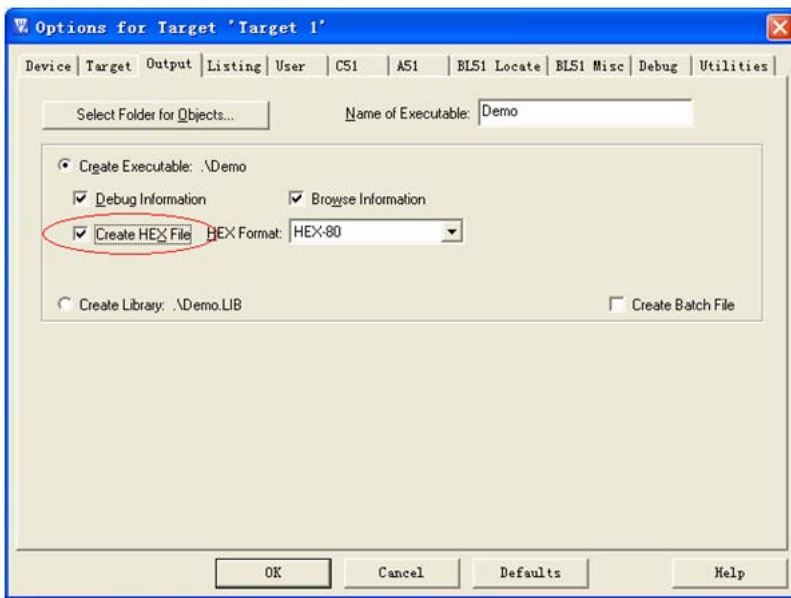 Options for Target 'Target 1'
Device Target Output Listing User C51 A51 BL51 Locate BL51 Misc Debug Utilities
Select Folder for Objects... Name of Executable: Demo
Create Executable: .\Demo
Debug Information Browse Information
Create HEX File HEX Format: HEX-80
Create Library: .\Demo.LIB Create Batch File
OK Cancel Defaults Help